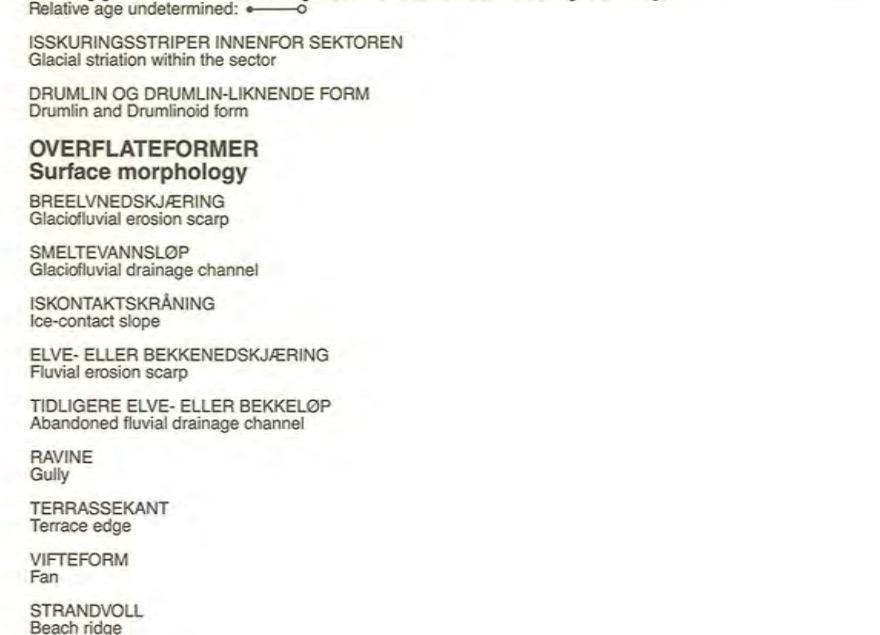 Relative age undetermined:
ISSKURINGSSTRIPER INNENFOR SEKTOREN
Glacial striation within the sector
DRUMLIN OG DRUMLIN-LIKNENDE FORM
Drumlin and Drumlinoid form
OVERFLATEFORMER
Surface morphology
BREELVNEDSKJÆRING
Glaciofluvial erosion scarp
SMELTEVANNSLØP
Glaciofluvial drainage channel
ISKONTAKTSKRÅNING
Ice-contact slope
ELVE- ELLER BEKKENEDSKJÆRING
Fluvial erosion scarp
TIDLIGERE ELVE- ELLER BEKKELØP
Abandoned fluvial drainage channel
RAVINE
Gully
TERRASSEKANT
Terrace edge
VIFTEFORM
Fan
STRANDVOLL
Beach ridge